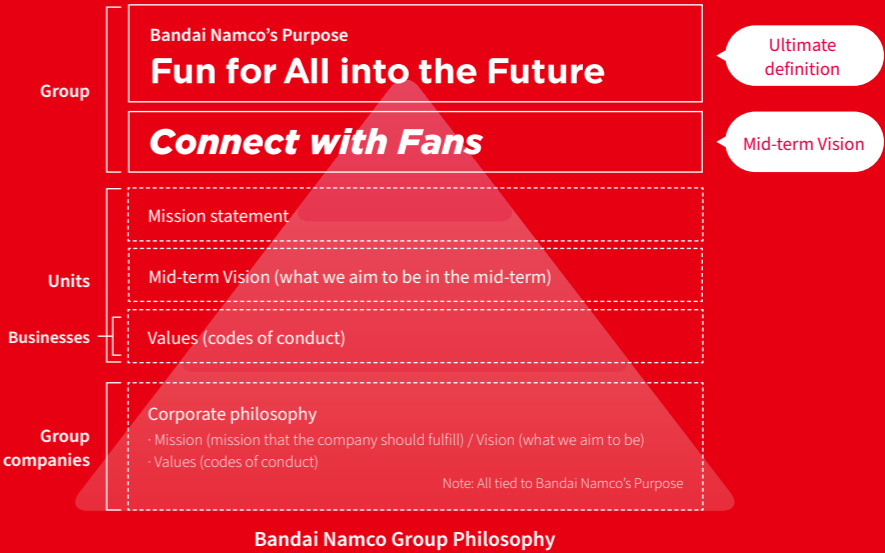 Bandai Namco’s Purpose
Fun for All into the Future
Ultimate
definition
Group
Connect with Fans
Mid-term Vision
Mission statement
Units
Mid-term Vision (what we aim to be in the mid-term)
Businesses
Values (codes of conduct)
Group
companies
Corporate philosophy
· Mission (mission that the company should fulfill) / Vision (what we aim to be)
· Values (codes of conduct)
Note: All tied to Bandai Namco’s Purpose
Bandai Namco Group Philosophy